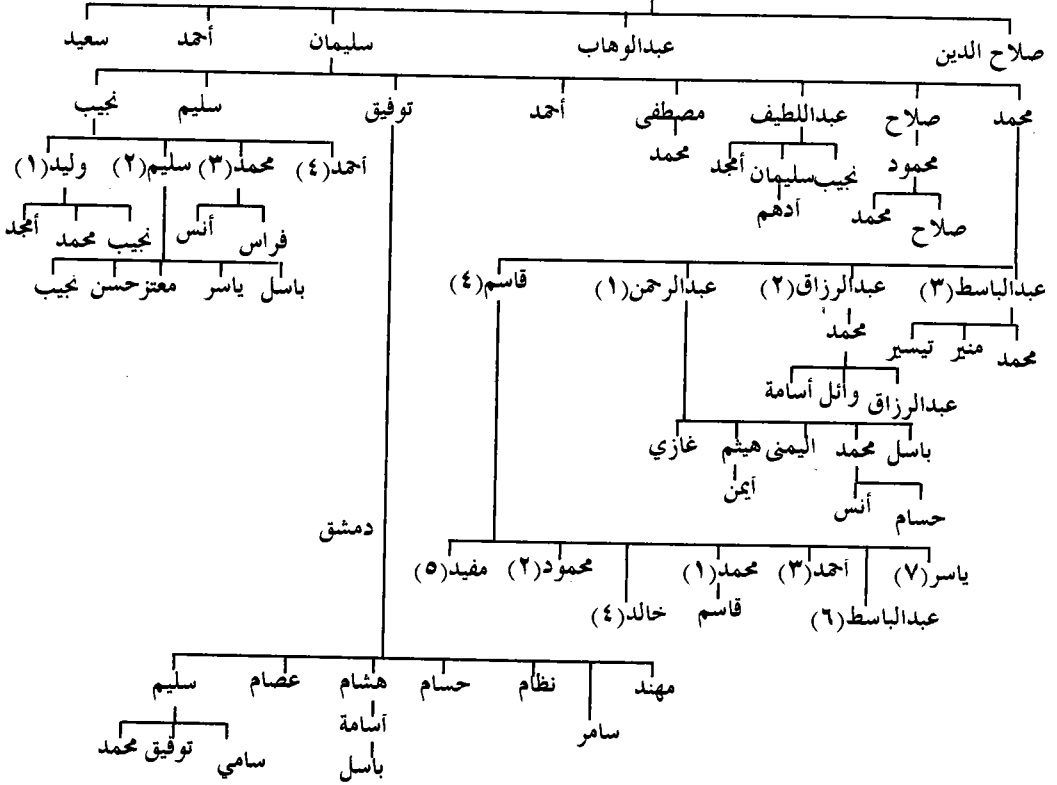 صلاح الدين عبدالوهاب سليمان أحمد سعيد
محمد صلاح عبداللطيف مصطفى أحمد توفيق سليم نجيب
محمود نجيب سليمان أمجد محمد أحمد(٤) محمد(٣) سليم(٢) وليد(١)
صلاح محمد أدهم فراس أنس نجيب محمد أمجد
عبدالباسط(٣) عبدالرزاق(٢) عبدالرحمن(١) قاسم(٤) باسل ياسر معتز حسن نجيب
محمد منير تيسير محمد
عبدالرزاق وائل أسامة
باسل محمد اليمنى هيثم غازي
حسام أنس أيمن
دمشق
ياسر(٧) أحمد(٣) محمد(١) محمود(٢) مفيد(٥)
عبدالباسط(٦) قاسم خالد(٤)
مهند نظام حسام هشام عصام سليم
سامر أسامة
سامي توفيق محمد
باسل